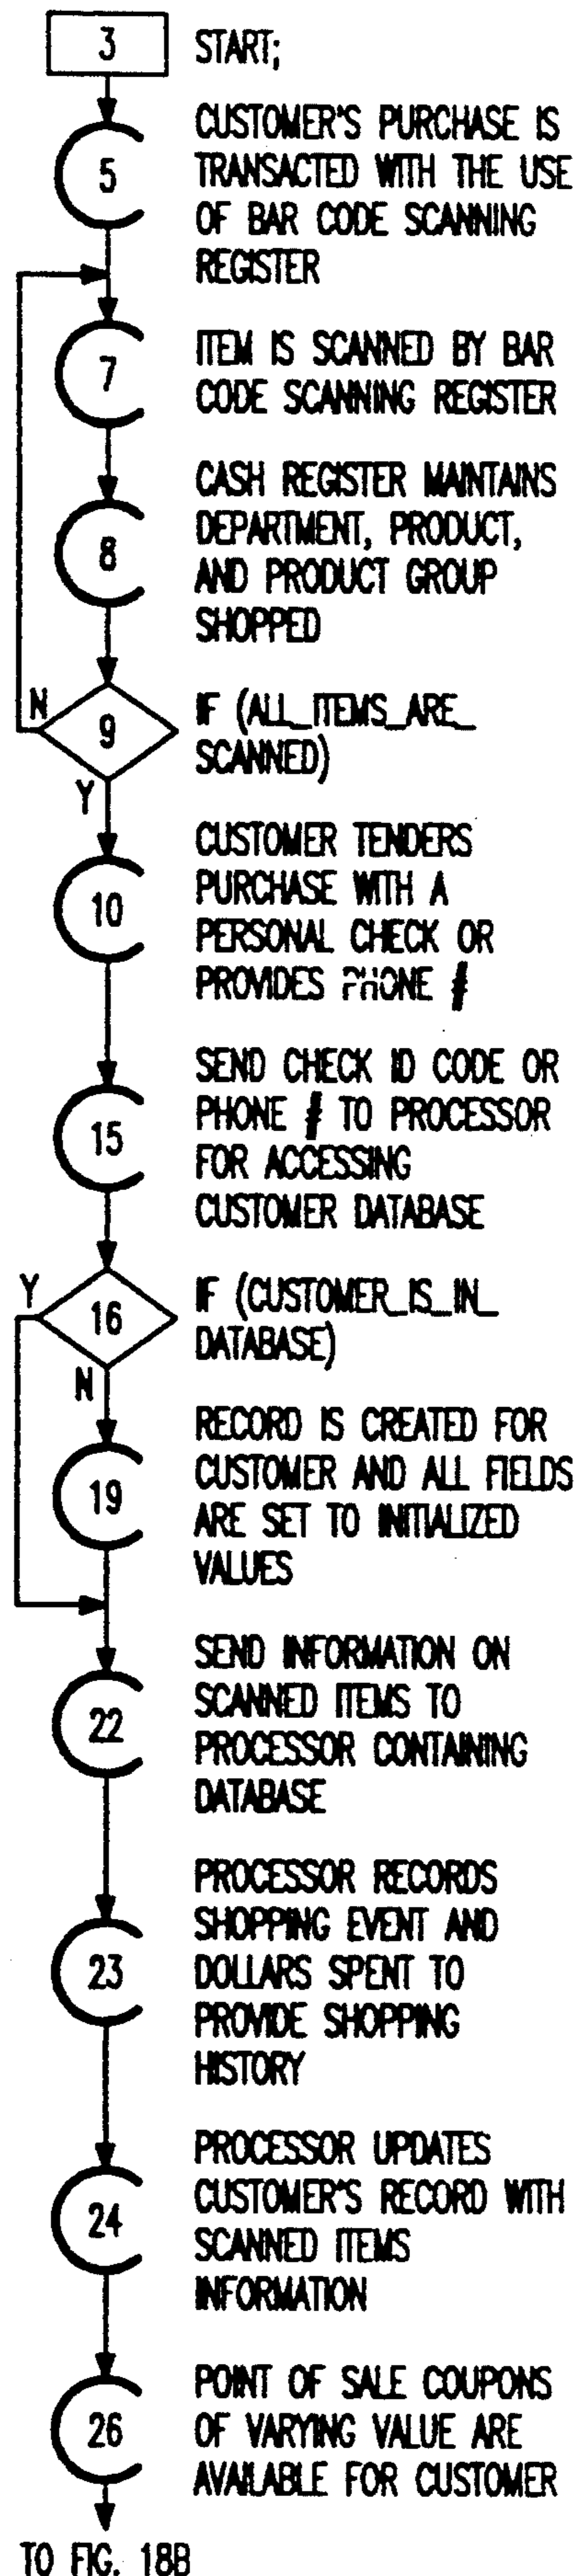 3 START;
CUSTOMER'S PURCHASE IS
5 TRANSACTED WITH THE USE
OF BAR CODE SCANNING
REGISTER
7 ITEM IS SCANNED BY BAR
CODE SCANNING REGISTER
CASH REGISTER MAINTAINS
8 DEPARTMENT, PRODUCT,
AND PRODUCT GROUP
SHOPPED
N
9 IF (ALL_ITEMS_ARE_
SCANNED)
Y
CUSTOMER TENDERS
10 PURCHASE WITH A
PERSONAL CHECK OR
PROVIDES PHONE #
SEND CHECK ID CODE OR
15 PHONE # TO PROCESSOR
FOR ACCESSING
CUSTOMER DATABASE
Y
16 IF (CUSTOMER_IS_IN_
DATABASE)
N
RECORD IS CREATED FOR
19 CUSTOMER AND ALL FIELDS
ARE SET TO INITIALIZED
VALUES
SEND INFORMATION ON
22 SCANNED ITEMS TO
PROCESSOR CONTAINING
DATABASE
PROCESSOR RECORDS
SHOPPING EVENT AND
23 DOLLARS SPENT TO
PROVIDE SHOPPING
HISTORY
PROCESSOR UPDATES
24 CUSTOMER'S RECORD WITH
SCANNED ITEMS
INFORMATION
POINT OF SALE COUPONS
26 OF VARYING VALUE ARE
AVAILABLE FOR CUSTOMER
TO FIG. 18B